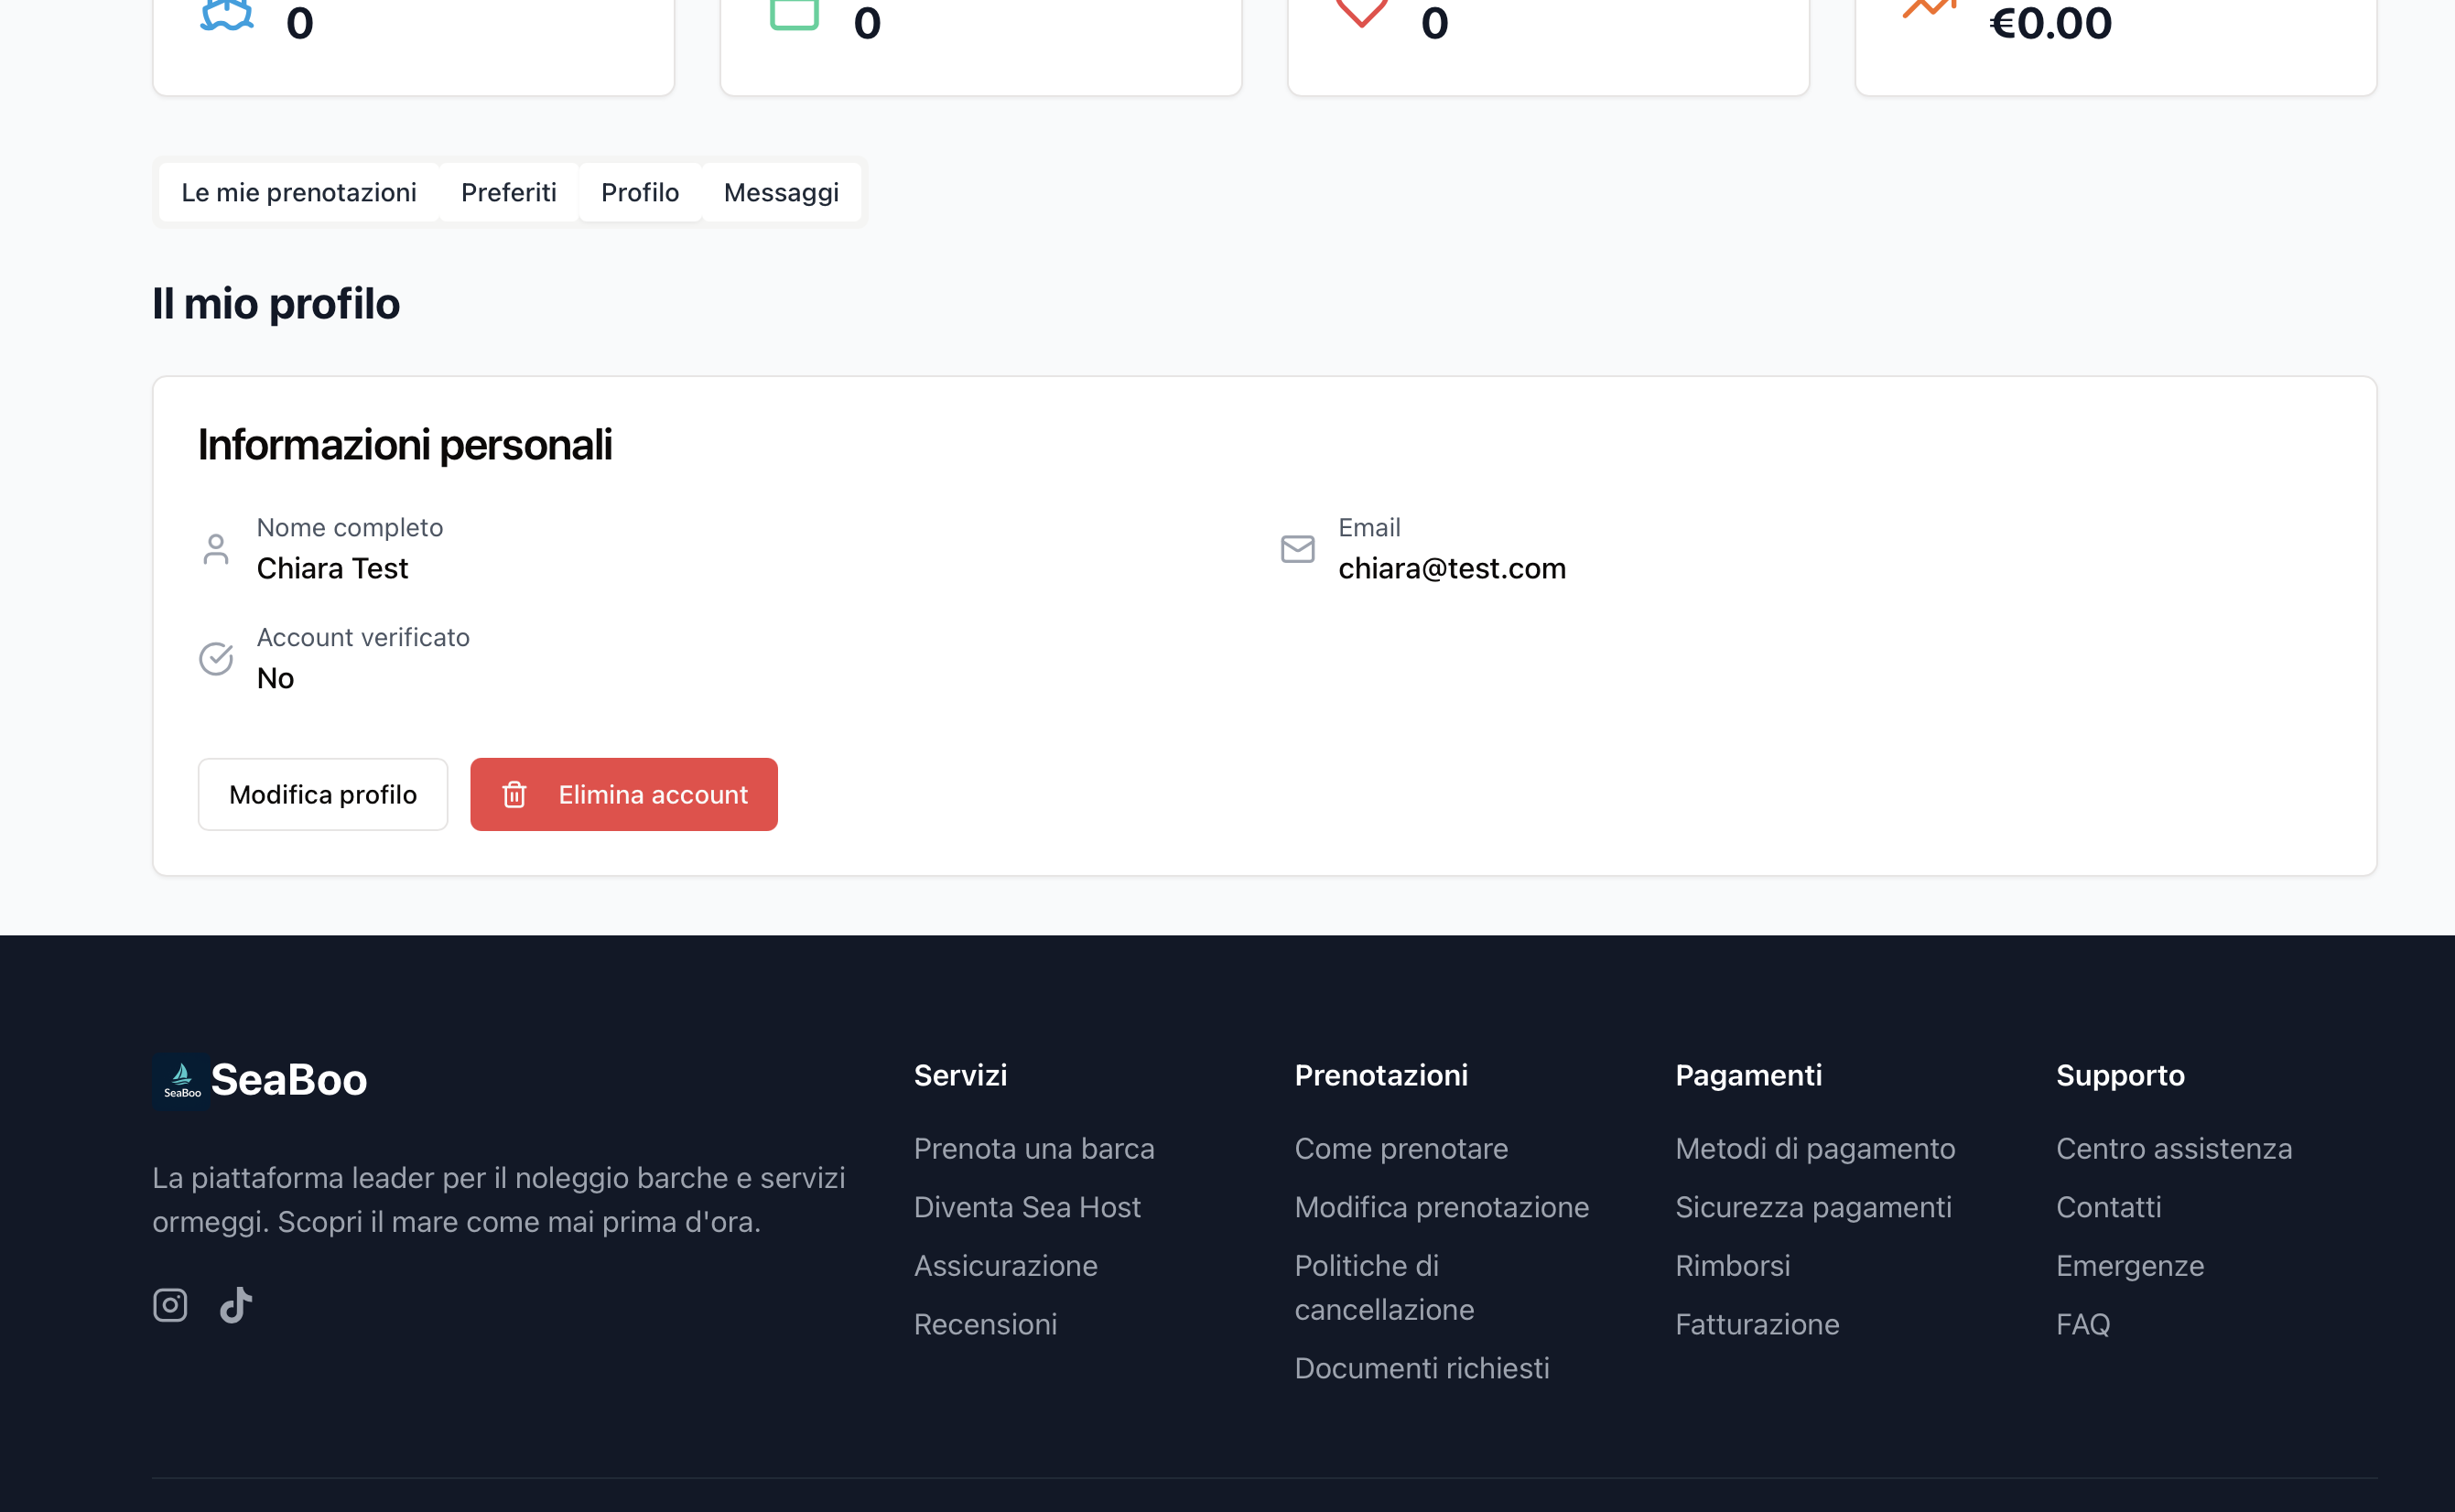 0
0
0
€0.00
Le mie prenotazioni
Preferiti
Profilo
Messaggi
Il mio profilo
Informazioni personali
Nome completo
Chiara Test
Email
chiara@test.com
Account verificato
No
Modifica profilo
Elimina account
SeaBoo
SeaBoo
La piattaforma leader per il noleggio barche e servizi
ormeggi. Scopri il mare come mai prima d'ora.
Servizi
Prenota una barca
Diventa Sea Host
Assicurazione
Recensioni
Prenotazioni
Come prenotare
Modifica prenotazione
Politiche di
cancellazione
Documenti richiesti
Pagamenti
Metodi di pagamento
Sicurezza pagamenti
Rimborsi
Fatturazione
Supporto
Centro assistenza
Contatti
Emergenze
FAQ